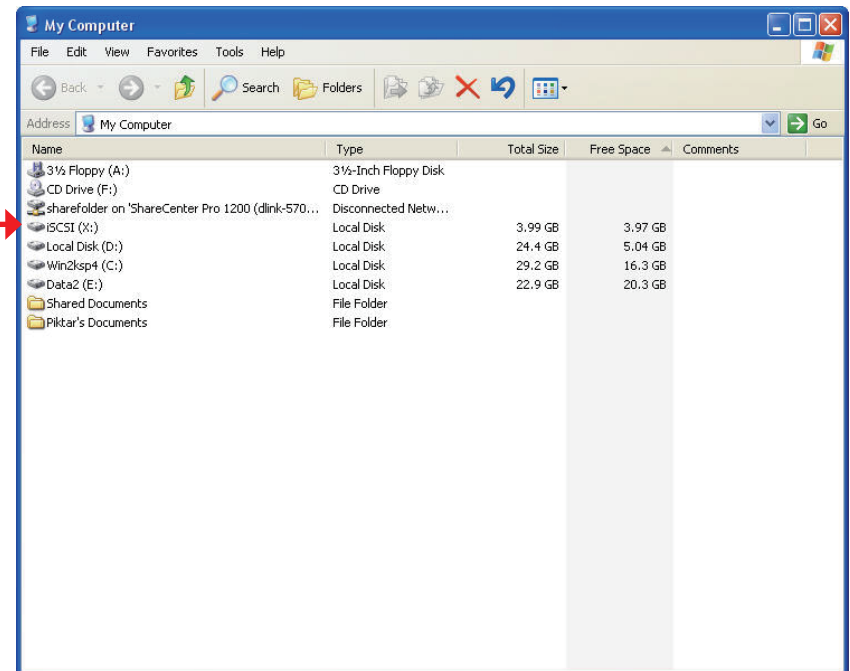 My Computer
File Edit View Favorites Tools Help
Back Search Folders
Address My Computer Go
Name Type Total Size Free Space Comments
3½ Floppy (A:) 3½-Inch Floppy Disk
CD Drive (F:) CD Drive
sharefolder on 'ShareCenter Pro 1200 (dlink-570... Disconnected Netw...
iSCSI (X:) Local Disk 3.99 GB 3.97 GB
Local Disk (D:) Local Disk 24.4 GB 5.04 GB
Win2ksp4 (C:) Local Disk 29.2 GB 16.3 GB
Data2 (E:) Local Disk 22.9 GB 20.3 GB
Shared Documents File Folder
Piktar's Documents File Folder